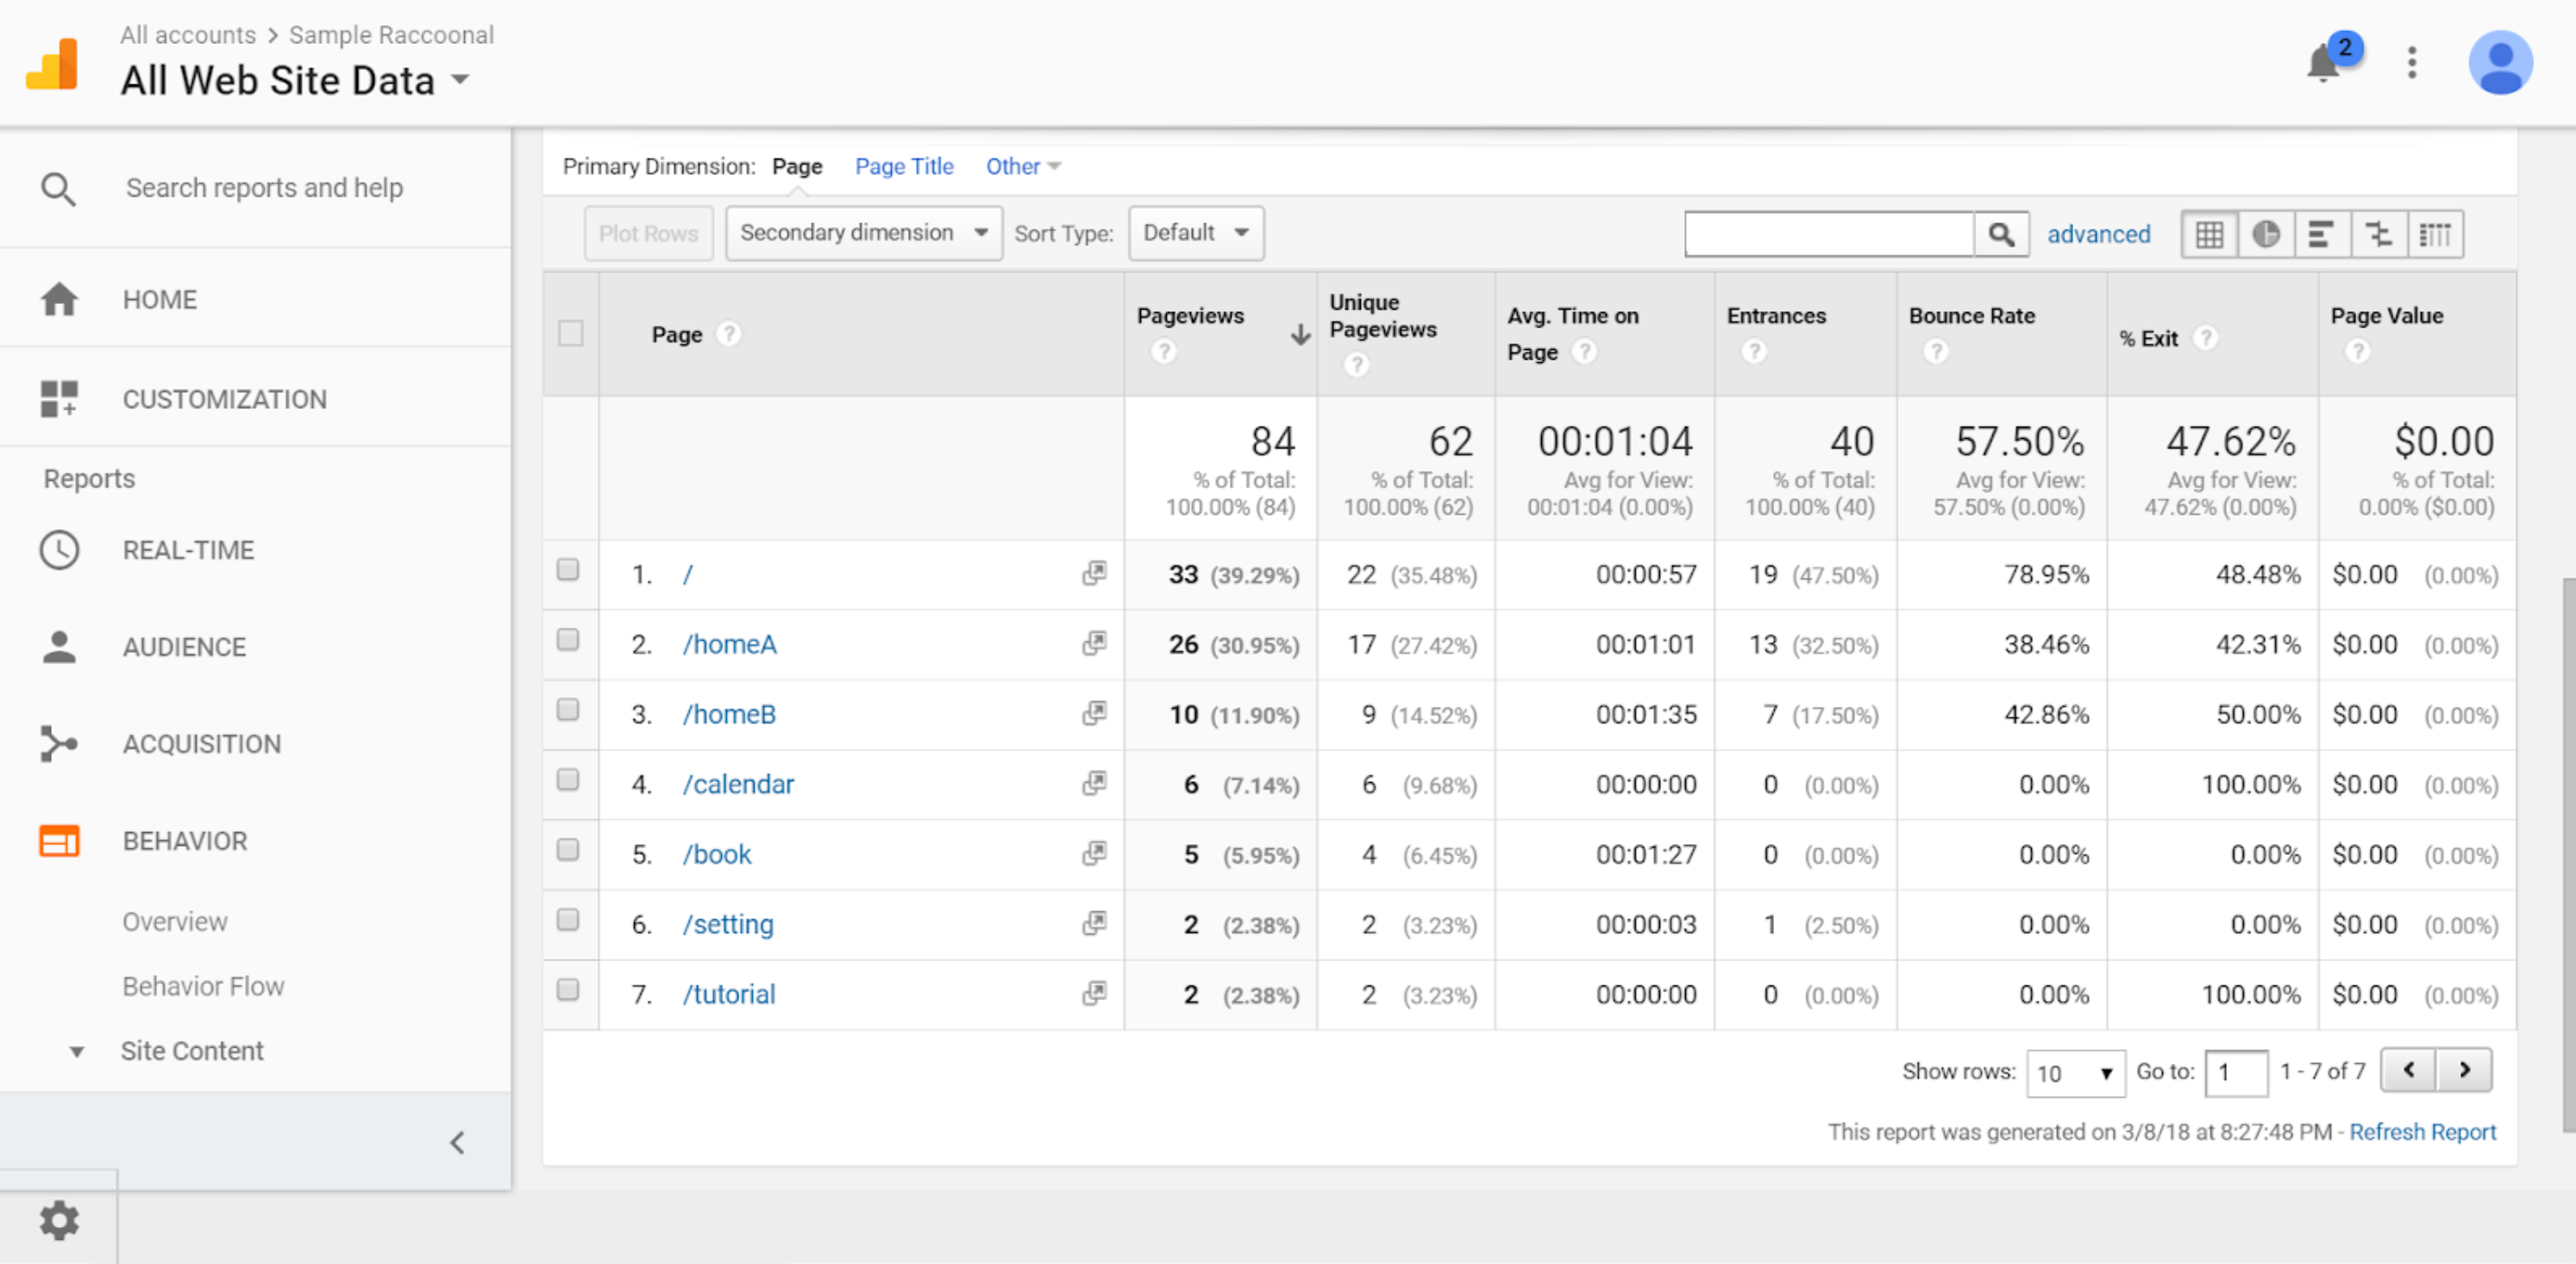 All accounts > Sample Raccoonal
All Web Site Data
2
Search reports and help
HOME
CUSTOMIZATION
Reports
REAL-TIME
AUDIENCE
ACQUISITION
BEHAVIOR
Overview
Behavior Flow
Site Content
Primary Dimension: Page Page Title Other
Plot Rows Secondary dimension Sort Type: Default advanced
Page ? Pageviews ? Unique Pageviews ? Avg. Time on Page ? Entrances ? Bounce Rate ? % Exit ? Page Value ?
84 62 00:01:04 40 57.50% 47.62% $0.00
% of Total: % of Total: Avg for View: % of Total: Avg for View: Avg for View: % of Total:
100.00% (84) 100.00% (62) 00:01:04 (0.00%) 100.00% (40) 57.50% (0.00%) 47.62% (0.00%) 0.00% ($0.00)
1. / 33 (39.29%) 22 (35.48%) 00:00:57 19 (47.50%) 78.95% 48.48% $0.00 (0.00%)
2. /homeA 26 (30.95%) 17 (27.42%) 00:01:01 13 (32.50%) 38.46% 42.31% $0.00 (0.00%)
3. /homeB 10 (11.90%) 9 (14.52%) 00:01:35 7 (17.50%) 42.86% 50.00% $0.00 (0.00%)
4. /calendar 6 (7.14%) 6 (9.68%) 00:00:00 0 (0.00%) 0.00% 100.00% $0.00 (0.00%)
5. /book 5 (5.95%) 4 (6.45%) 00:01:27 0 (0.00%) 0.00% 0.00% $0.00 (0.00%)
6. /setting 2 (2.38%) 2 (3.23%) 00:00:03 1 (2.50%) 0.00% 0.00% $0.00 (0.00%)
7. /tutorial 2 (2.38%) 2 (3.23%) 00:00:00 0 (0.00%) 0.00% 100.00% $0.00 (0.00%)
Show rows: 10 Go to: 1 1 - 7 of 7
This report was generated on 3/8/18 at 8:27:48 PM - Refresh Report